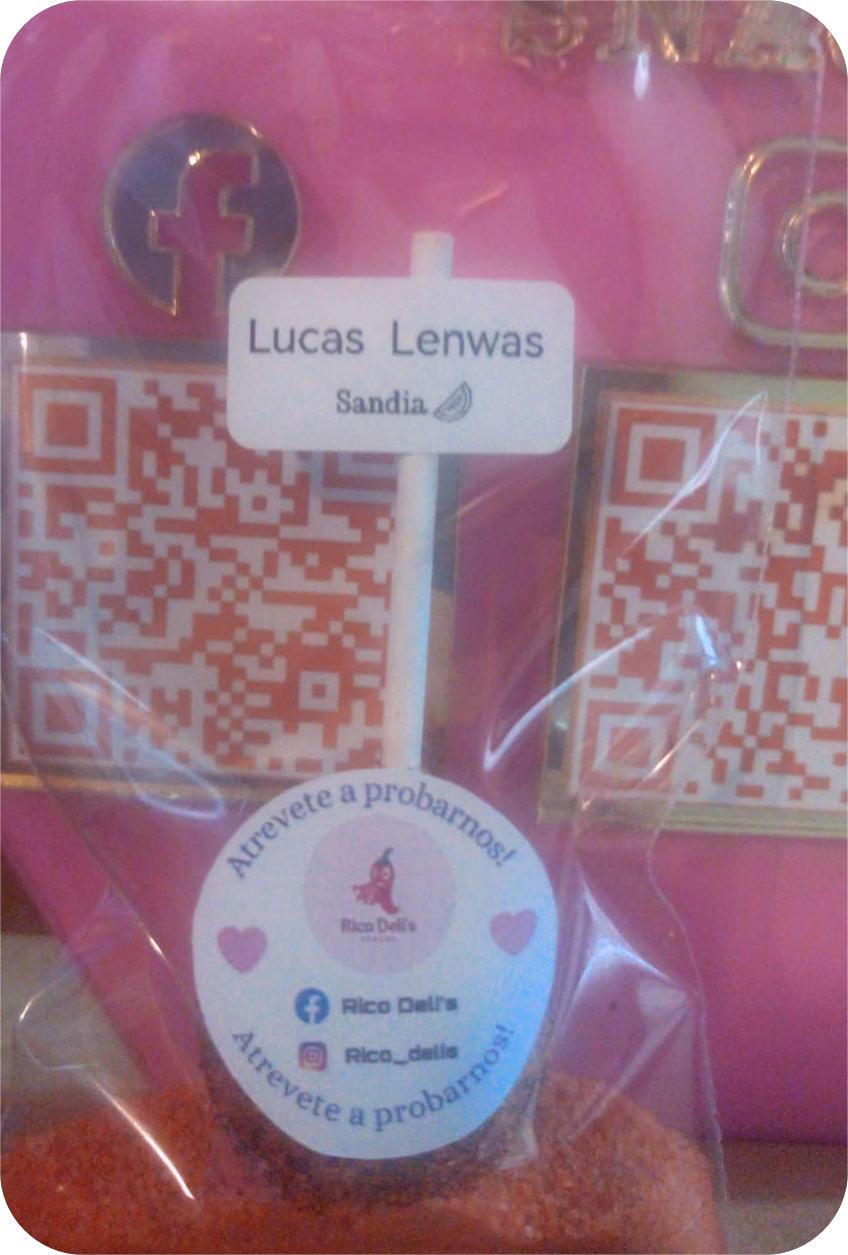 Lucas Lenwas
Sandia
Atrevete a probarnos!
Rico Deli's
Rico Deli's
Rico_delis
Atrevete a probarnos!